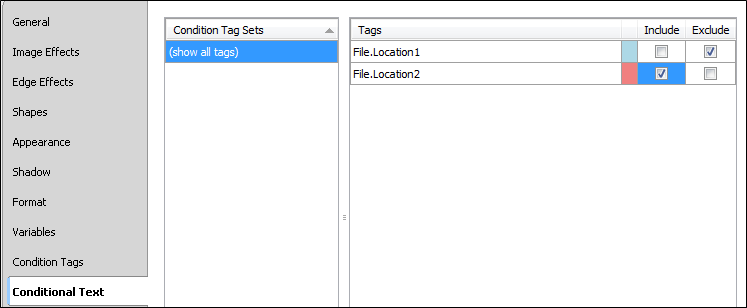 General
Image Effects
Edge Effects
Shapes
Appearance
Shadow
Format
Variables
Condition Tags
Conditional Text
Condition Tag Sets
(show all tags)
Tags Include Exclude
File.Location1
File.Location2